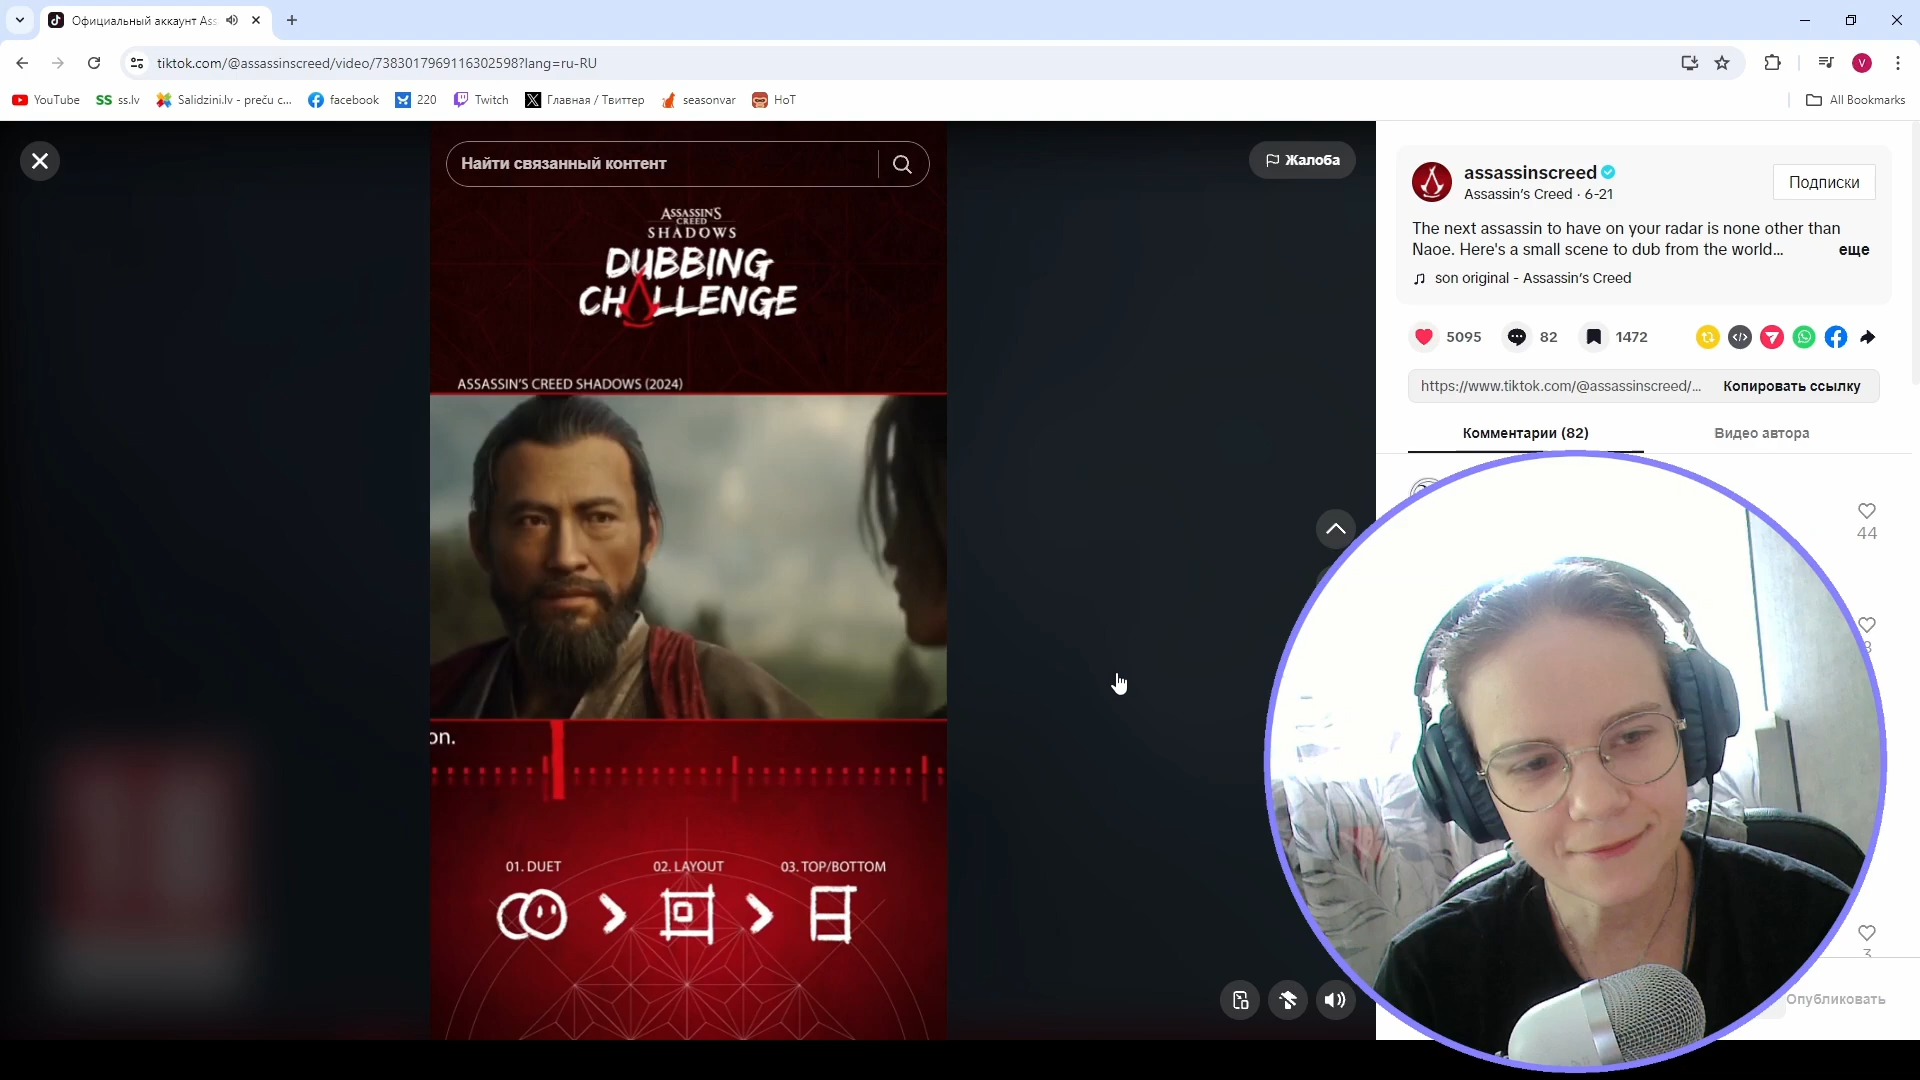 Официальный аккаунт Ass
tiktok.com/@assassinscreed/video/7383017969116302598?lang=ru-RU
YouTube
SS ss.lv
Salidzini.lv - preču c...
facebook
220
Twitch
Главная / Твиттер
seasonvar
HoT
All Bookmarks
Найти связанный контент
Жалоба
ASSASSIN'S
CREED
SHADOWS
DUBBING
CHALLENGE
ASSASSIN'S CREED SHADOWS (2024)
on.
01. DUET
02. LAYOUT
03. TOP/BOTTOM
assassinscreed
Assassin's Creed · 6-21
Подписки
The next assassin to have on your radar is none other than
Naoe. Here's a small scene to dub from the world...
еще
son original - Assassin's Creed
5095
82
1472
https://www.tiktok.com/@assassinscreed/...
Копировать ссылку
Комментарии (82)
Видео автора
44
3
Опубликовать
V